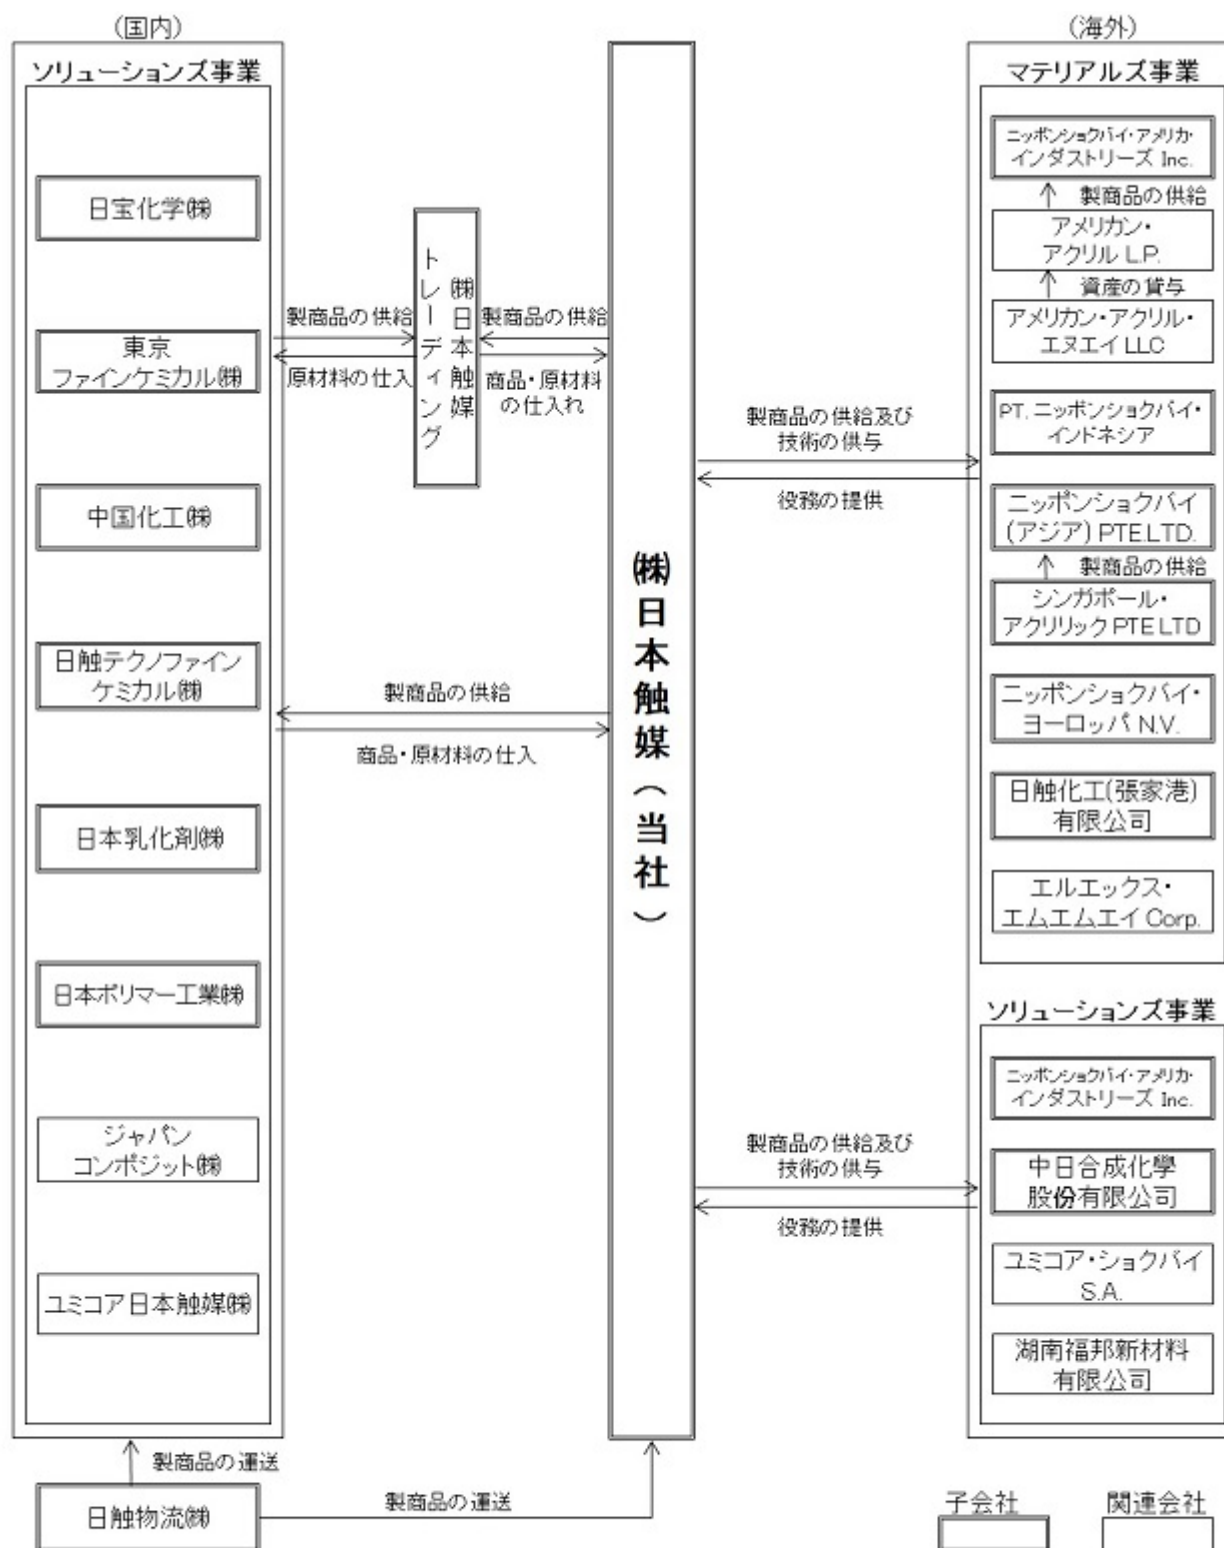 (国内)
ソリューションズ事業
日宝化学㈱
東京
ファインケミカル㈱
中国化工㈱
日触テクノファイン
ケミカル㈱
日本乳化剤㈱
日本ポリマー工業㈱
ジャパン
コンポジット㈱
ユミコア日本触媒㈱
製商品の運送
日触物流㈱
製商品の運送
製商品の供給
原材料の仕入
㈱日本触媒
トレーディング
製商品の供給
商品・原材料
の仕入れ
製商品の供給
商品・原材料の仕入
㈱日本触媒(当社)
製商品の供給及び
技術の供与
役務の提供
製商品の供給及び
技術の供与
役務の提供
(海外)
マテリアルズ事業
ニッポンショクバイ・アメリカ・
インダストリーズ Inc.
製商品の供給
アメリカン・
アクリル L.P.
資産の貸与
アメリカン・アクリル・
エヌエイ LLC
PT. ニッポンショクバイ・
インドネシア
ニッポンショクバイ
(アジア) PTE.LTD.
製商品の供給
シンガポール・
アクリリック PTE LTD
ニッポンショクバイ・
ヨーロッパ N.V.
日触化工(張家港)
有限公司
エルエックス・
エムエムエイ Corp.
ソリューションズ事業
ニッポンショクバイ・アメリカ・
インダストリーズ Inc.
中日合成化學
股份有限公司
ユミコア・ショクバイ
S.A.
湖南福邦新材料
有限公司
子会社
関連会社